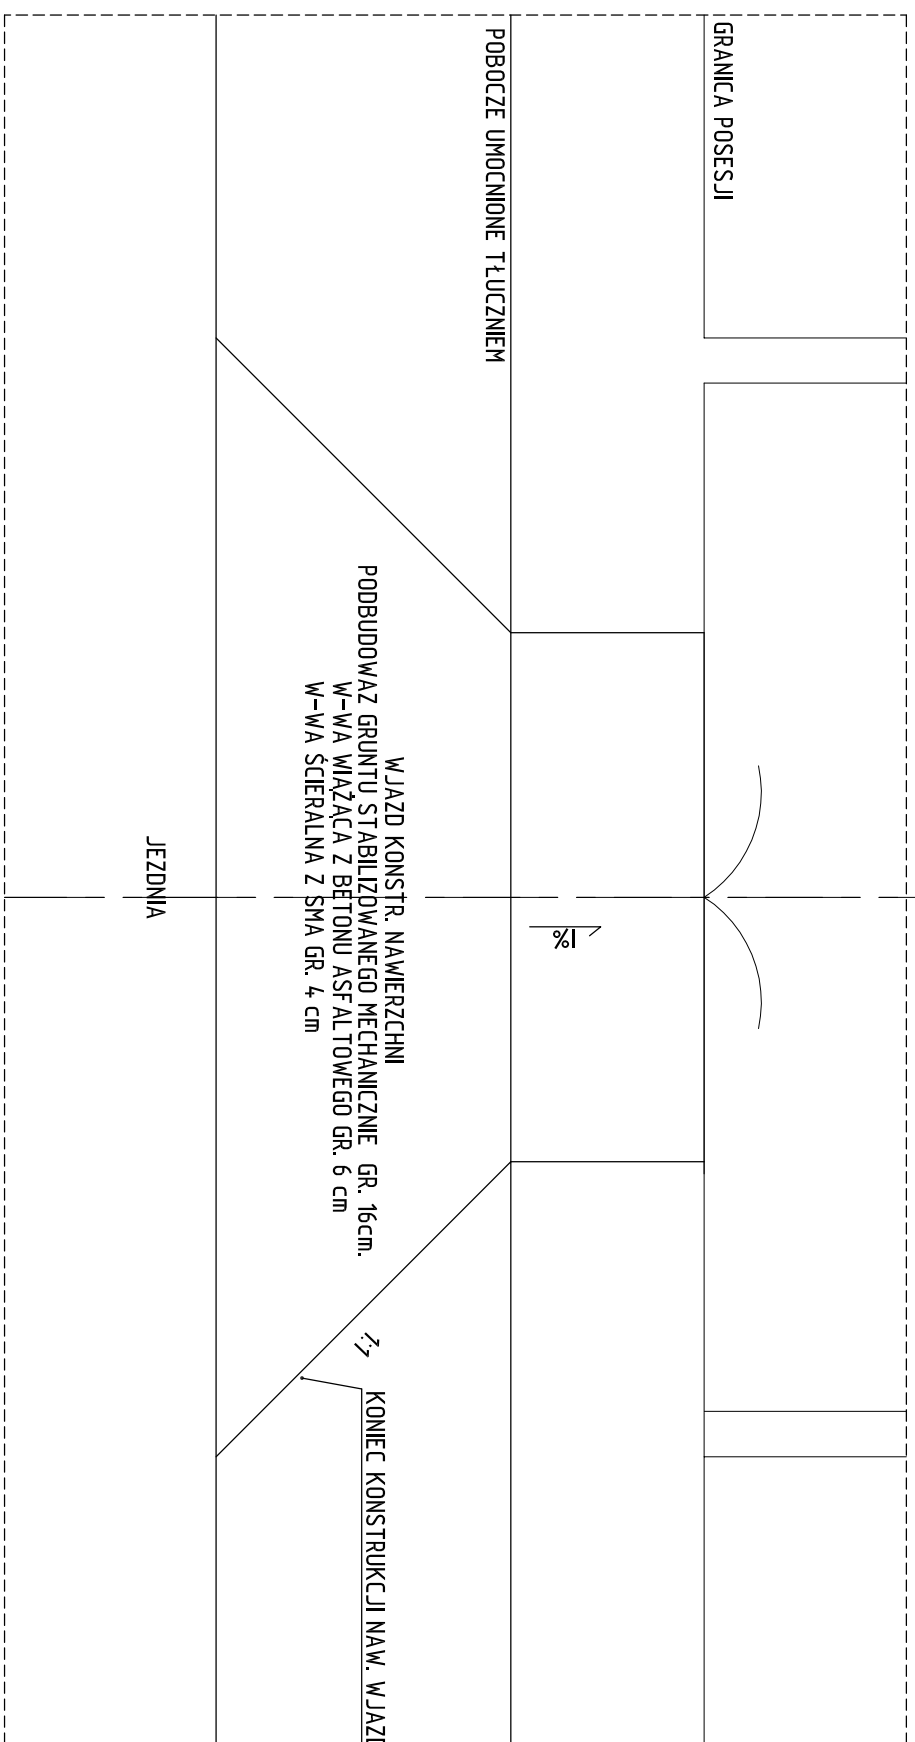 GRANICA POSESJI
POBOCZE UMOCNIONE TŁUCZNIEM
1%
WJAZD KONSTR. NAWIERZCHNI
PODBUDOWAZ GRUNTU STABILIZOWANEGO MECHANICZNIE GR. 16cm.
W-WA WIĄŻĄCA Z BETONU ASFALTOWEGO GR. 6 cm
W-WA ŚCIERALNA Z SMA GR. 4 cm
1:1
KONIEC KONSTRUKCJI NAW. WJAZD
JEZDNIA